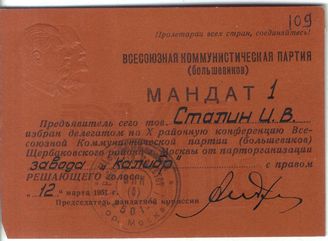 109
Пролетарии всех стран, соединяйтесь!
ВСЕСОЮЗНАЯ КОММУНИСТИЧЕСКАЯ ПАРТИЯ
(большевиков)
МАНДАТ 1
Предъявитель сего тов. Сталин И.В.
избран делегатом на X районную конференцию Все-
союзной Коммунистической партии (большевиков)
Щербаковского района г. Москвы от парторганизации
завода „Калибр" с правом
РЕШАЮЩЕГО голоса.
„12" марта 1951 г.
Председатель мандатной комиссии